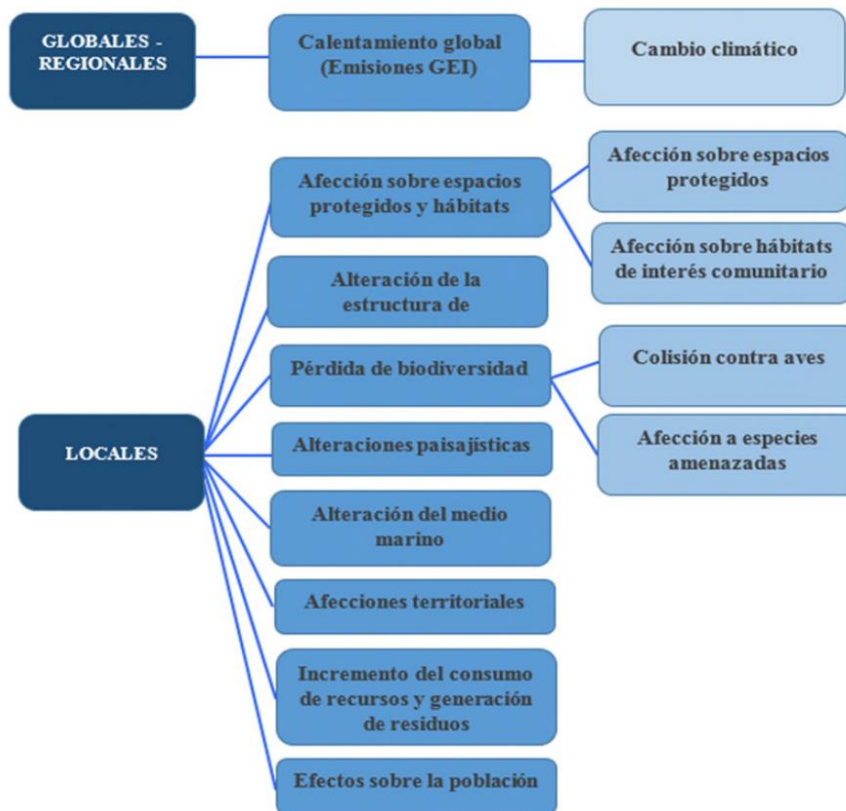 GLOBALES -
REGIONALES
Calentamiento global
(Emisiones GEI)
Cambio climático
LOCALES
Afección sobre espacios
protegidos y hábitats
Afección sobre espacios
protegidos
Afección sobre hábitats
de interés comunitario
Alteración de la
estructura de
Pérdida de biodiversidad
Colisión contra aves
Afección a especies
amenazadas
Alteraciones paisajísticas
Alteración del medio
marino
Afecciones territoriales
Incremento del consumo
de recursos y generación
de residuos
Efectos sobre la población